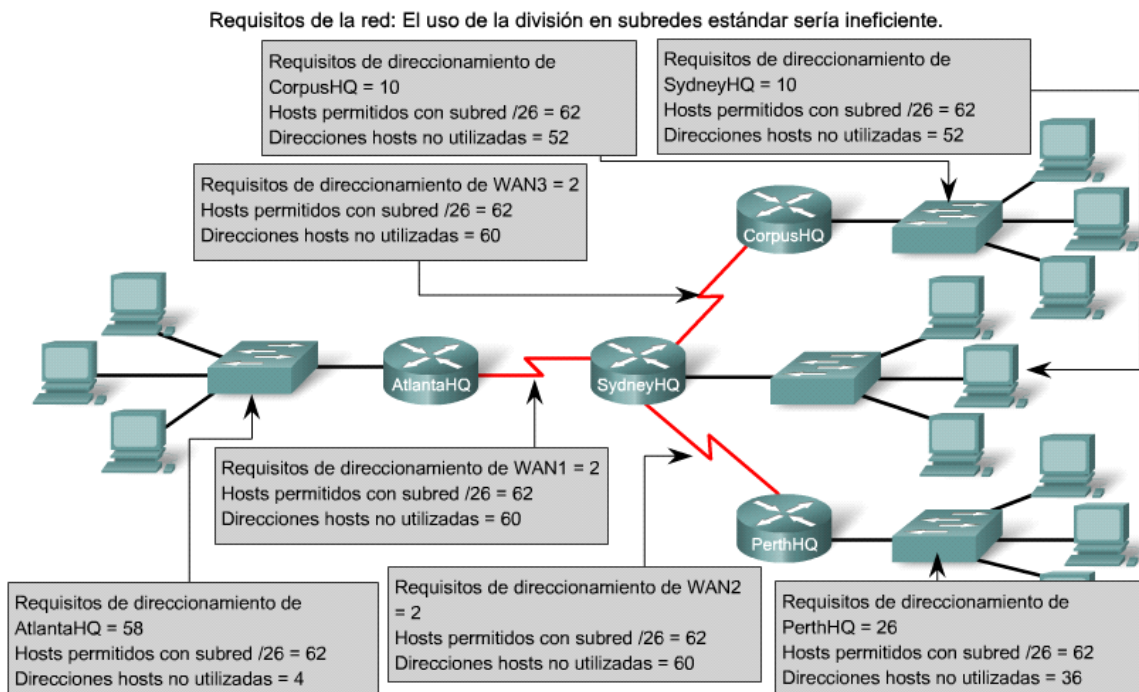 Requisitos de la red: El uso de la división en subredes estándar sería ineficiente.
Requisitos de direccionamiento de
CorpusHQ = 10
Hosts permitidos con subred /26 = 62
Direcciones hosts no utilizadas = 52
Requisitos de direccionamiento de
SydneyHQ = 10
Hosts permitidos con subred /26 = 62
Direcciones hosts no utilizadas = 52
Requisitos de direccionamiento de WAN3 = 2
Hosts permitidos con subred /26 = 62
Direcciones hosts no utilizadas = 60
CorpusHQ
AtlantaHQ
SydneyHQ
Requisitos de direccionamiento de WAN1 = 2
Hosts permitidos con subred /26 = 62
Direcciones hosts no utilizadas = 60
PerthHQ
Requisitos de direccionamiento de
AtlantaHQ = 58
Hosts permitidos con subred /26 = 62
Direcciones hosts no utilizadas = 4
Requisitos de direccionamiento de WAN2
= 2
Hosts permitidos con subred /26 = 62
Direcciones hosts no utilizadas = 60
Requisitos de direccionamiento de
PerthHQ = 26
Hosts permitidos con subred /26 = 62
Direcciones hosts no utilizadas = 36